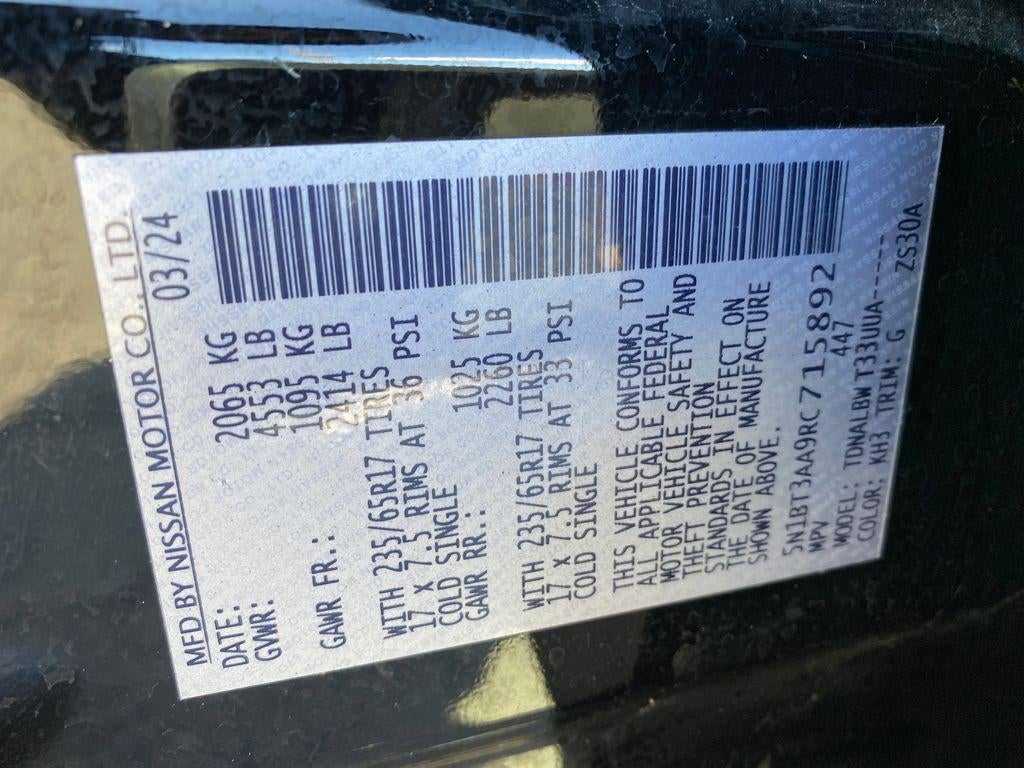 MFD BY NISSAN MOTOR CO., LTD.
DATE: 03/24
GVWR: 2065 KG
4553 LB
GAWR FR.: 1095 KG
2414 LB
WITH 235/65R17 TIRES
17 x 7.5 RIMS AT 36 PSI
COLD SINGLE
GAWR RR.: 1025 KG
2260 LB
WITH 235/65R17 TIRES
17 x 7.5 RIMS AT 33 PSI
COLD SINGLE
THIS VEHICLE CONFORMS TO
ALL APPLICABLE FEDERAL
MOTOR VEHICLE SAFETY AND
THEFT PREVENTION
STANDARDS IN EFFECT ON
THE DATE OF MANUFACTURE
SHOWN ABOVE.
5N1BT3AA9RC715892
MPV 447
MODEL: TDNALBWT33UUA-----
COLOR: KH3 TRIM: G ZS30A